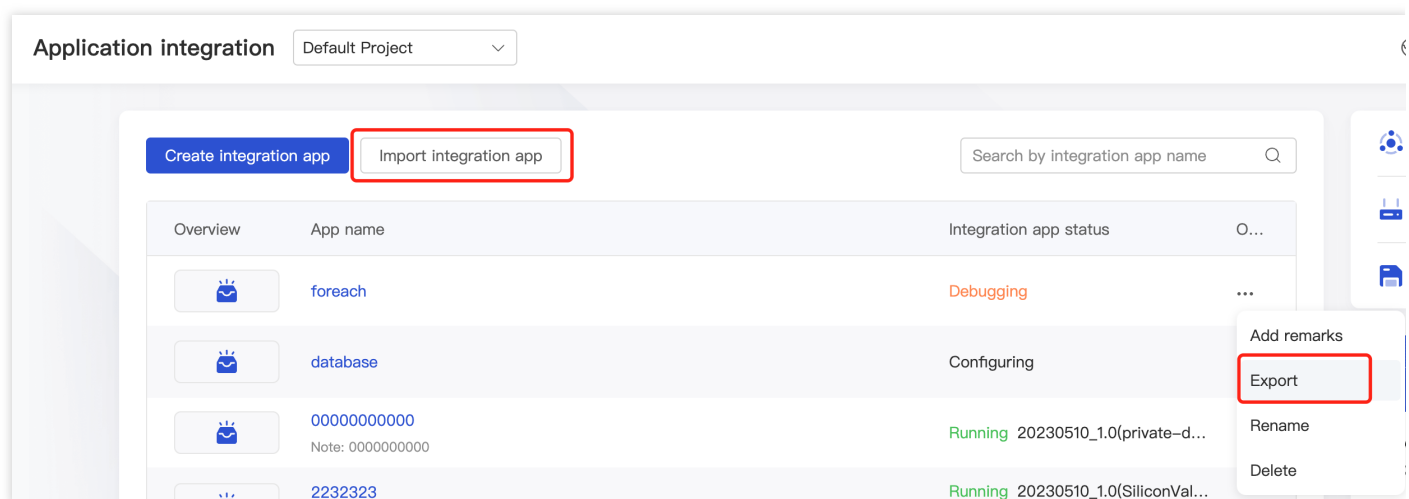 Application integration Default Project
Create integration app Import integration app Search by integration app name
Overview App name Integration app status O...
foreach Debugging ...
Add remarks
database Configuring
Export
00000000000
Note: 0000000000
Running 20230510_1.0(private-d...
Rename
Delete
2232323 Running 20230510_1.0(SiliconVal...